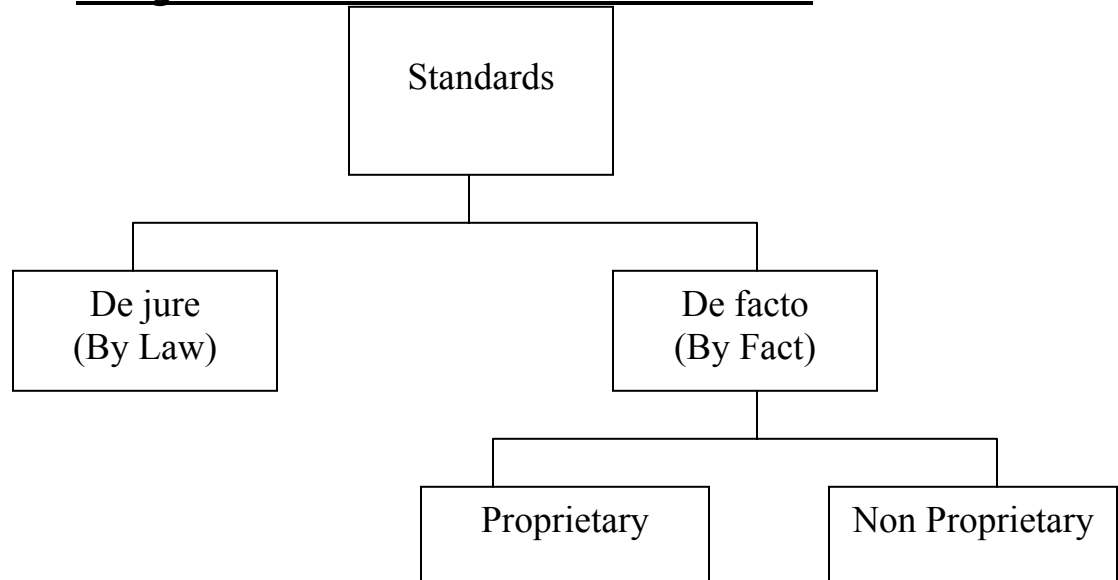 Standards
De jure
(By Law)
De facto
(By Fact)
Proprietary
Non Proprietary